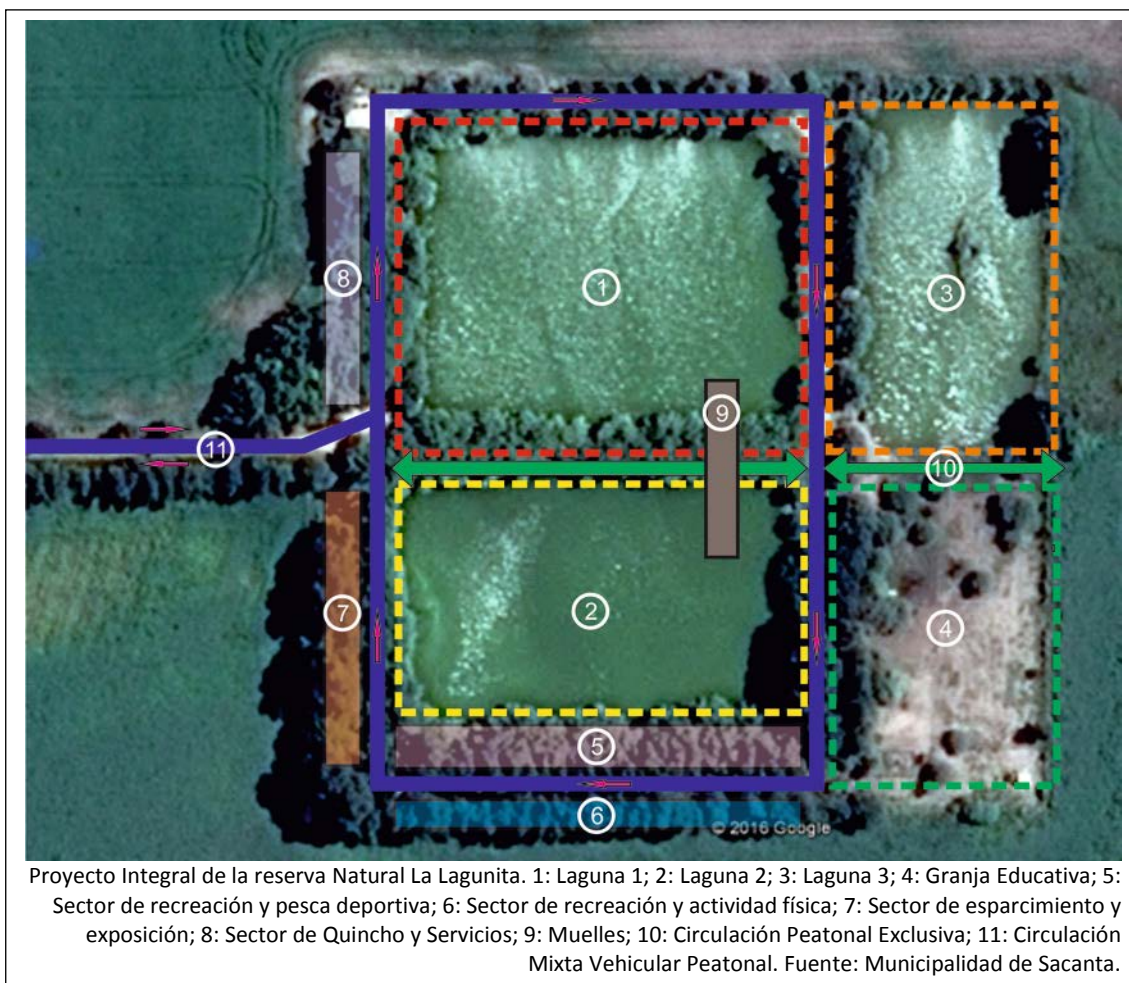 1
3
8
9
11
10
2
7
4
5
6
© 2016 Google
Proyecto Integral de la reserva Natural La Lagunita. 1: Laguna 1; 2: Laguna 2; 3: Laguna 3; 4: Granja Educativa; 5:
Sector de recreación y pesca deportiva; 6: Sector de recreación y actividad física; 7: Sector de esparcimiento y
exposición; 8: Sector de Quincho y Servicios; 9: Muelles; 10: Circulación Peatonal Exclusiva; 11: Circulación
Mixta Vehicular Peatonal. Fuente: Municipalidad de Sacanta.